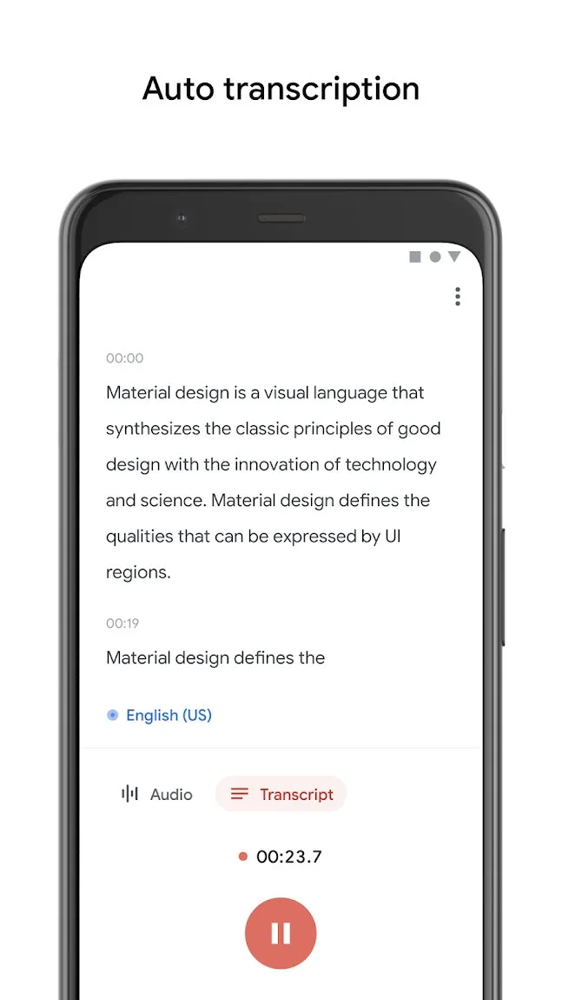 Auto transcription
00:00
Material design is a visual language that
synthesizes the classic principles of good
design with the innovation of technology
and science. Material design defines the
qualities that can be expressed by UI
regions.
00:19
Material design defines the
English (US)
Audio
Transcript
00:23.7